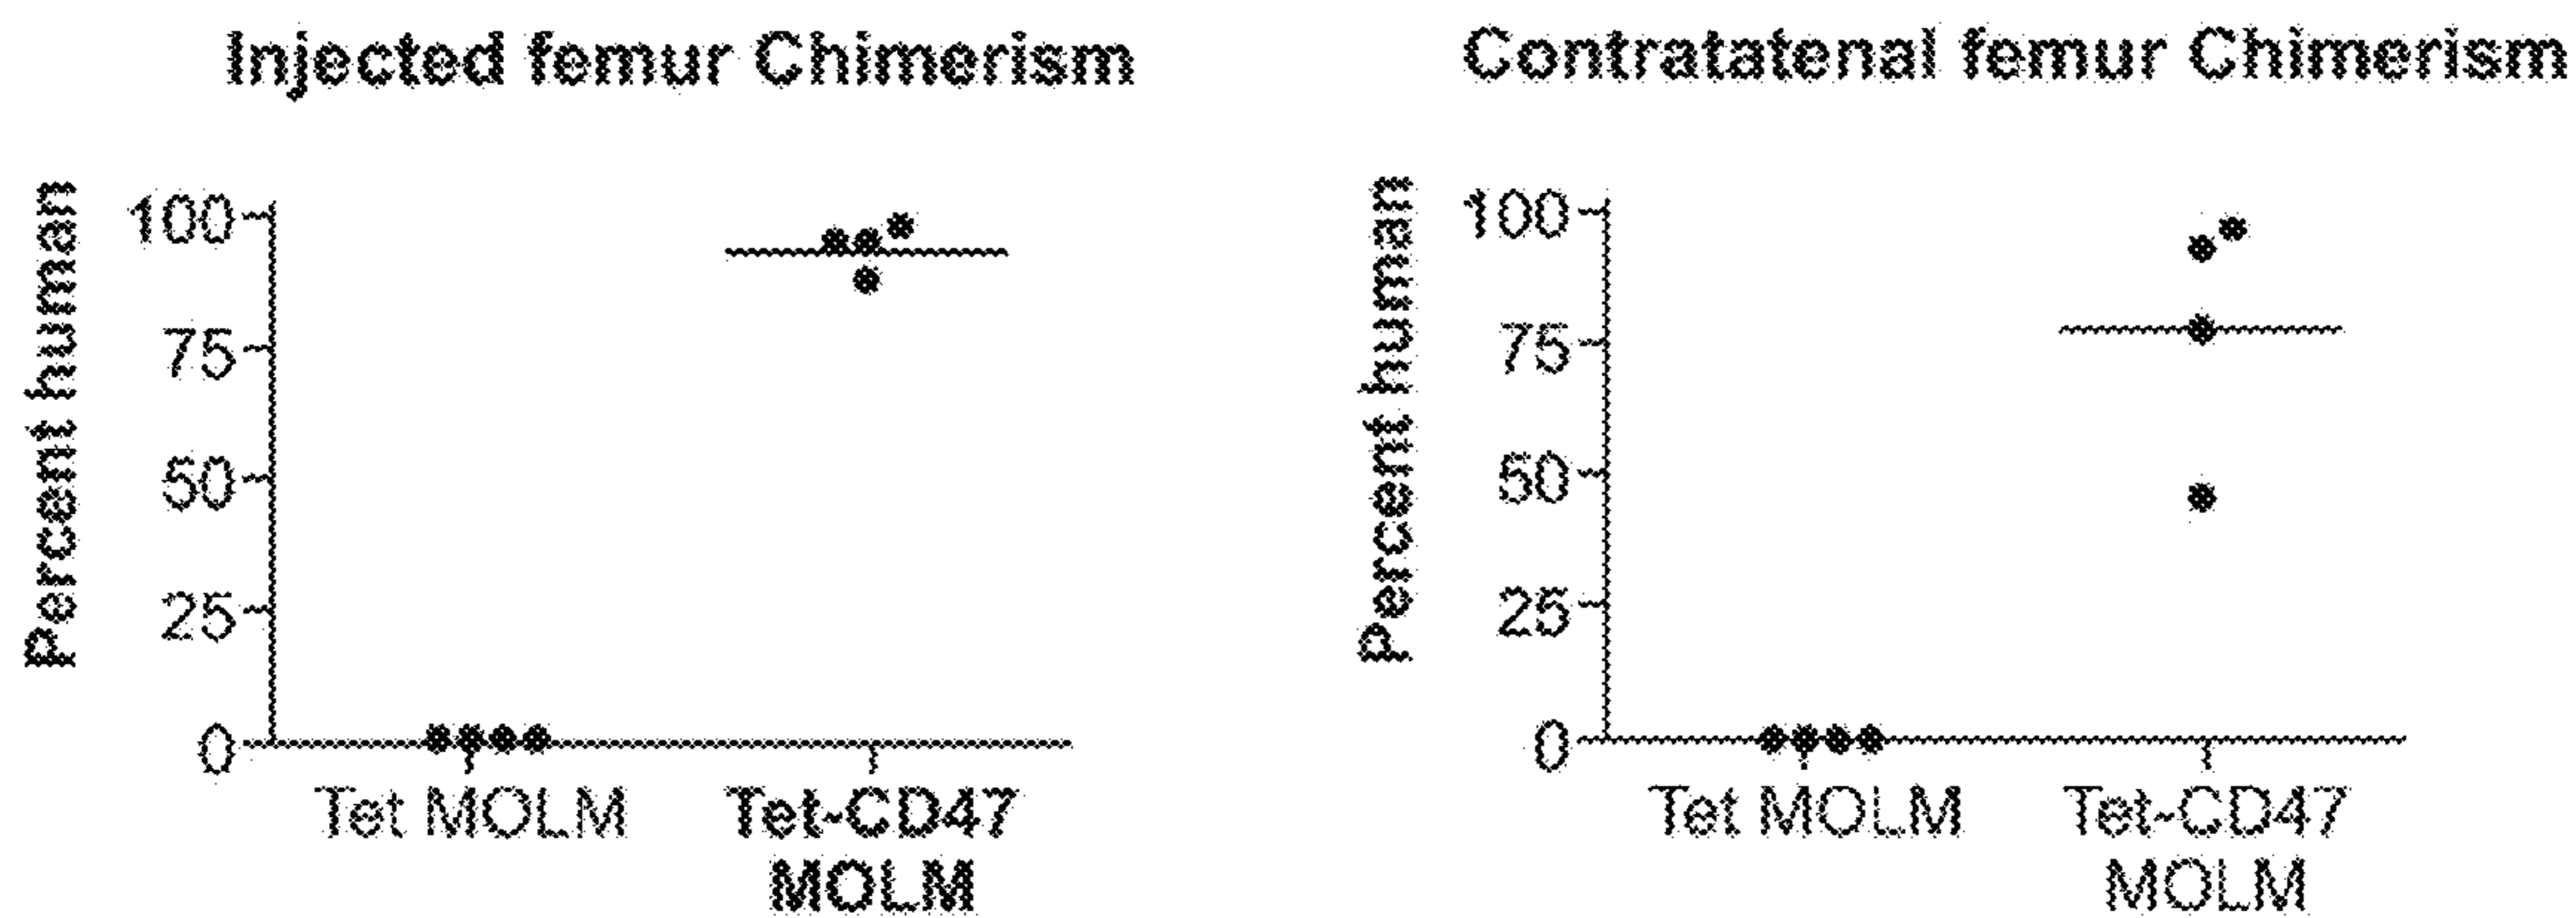 Injected femur Chimerism
Percent human
100
75
50
25
0
Tet MOLM
Tet-CD47
MOLM
Contratatenal femur Chimerism
Percent human
100
75
50
25
0
Tet MOLM
Tet-CD47
MOLM